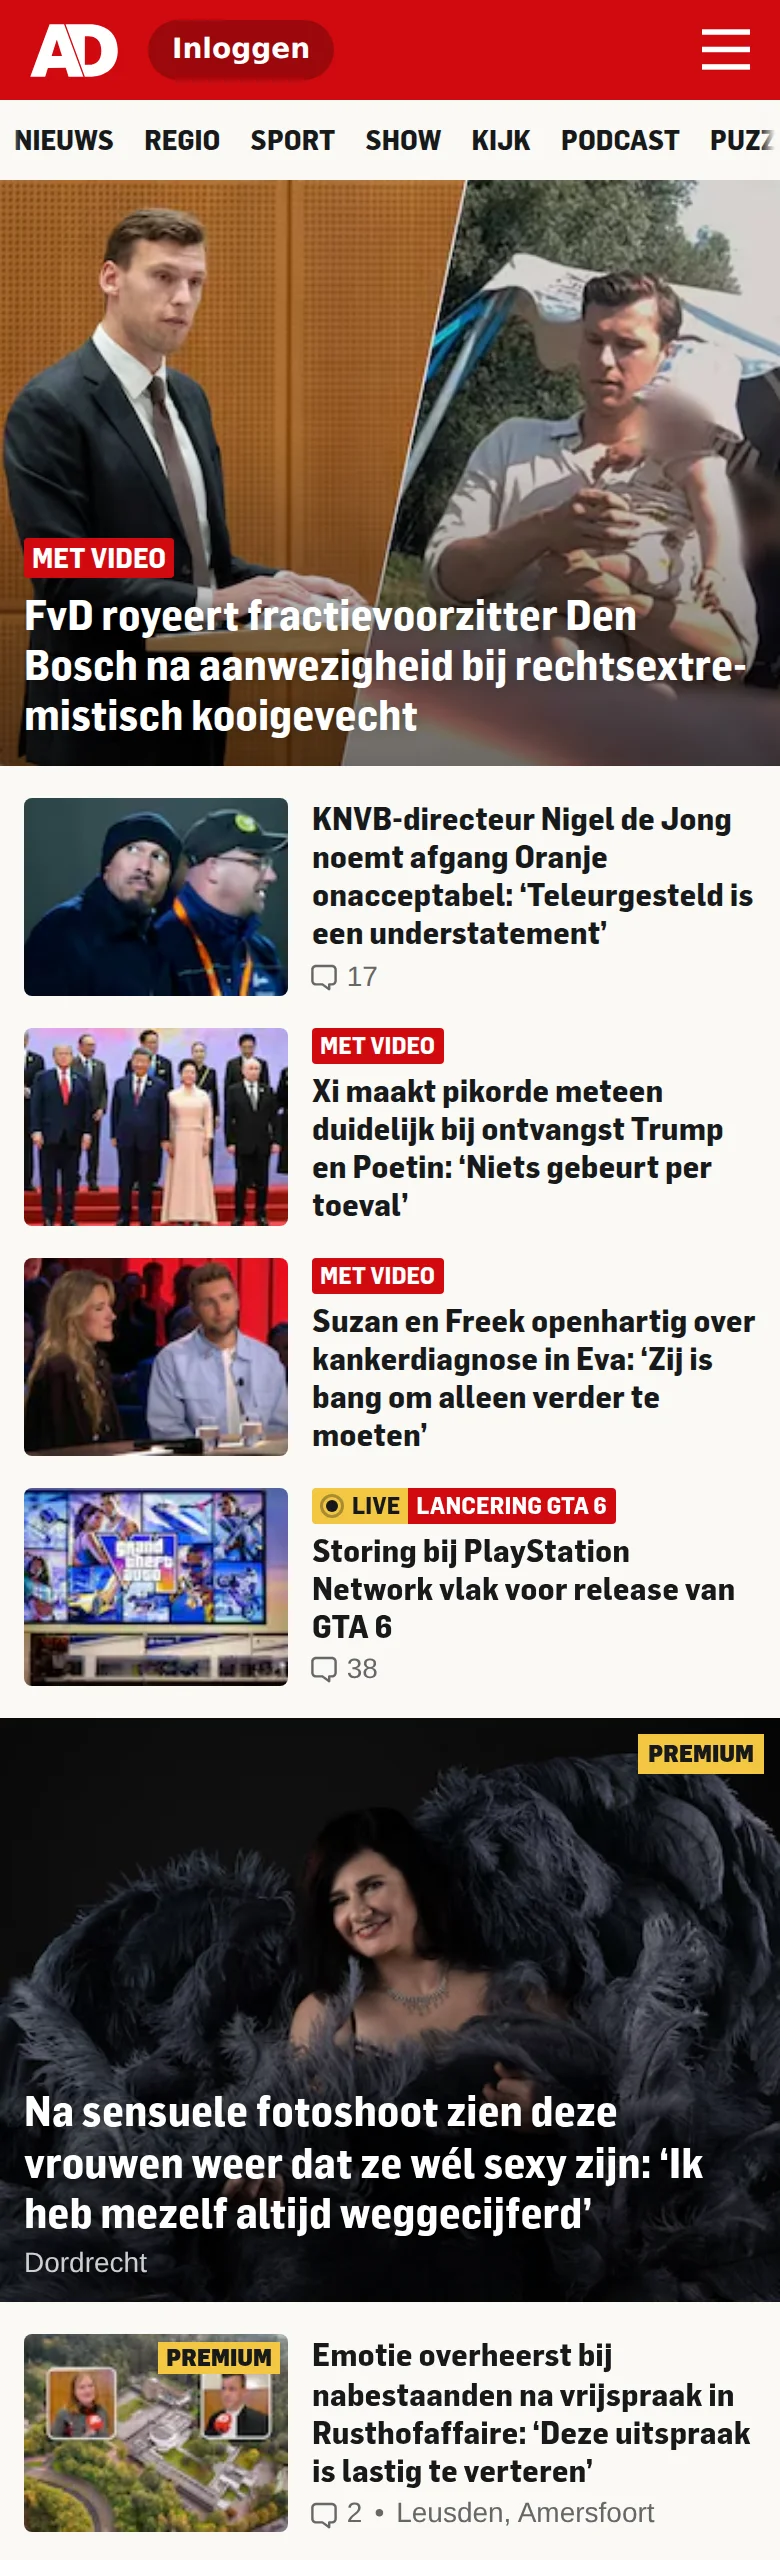 AD
Inloggen
NIEUWS REGIO SPORT SHOW KIJK PODCAST PUZZ
MET VIDEO
FvD royeert fractievoorzitter Den
Bosch na aanwezigheid bij rechtsextre-
mistisch kooigevecht
KNVB-directeur Nigel de Jong
noemt afgang Oranje
onacceptabel: ‘Teleurgesteld is
een understatement’
17
MET VIDEO
Xi maakt pikorde meteen
duidelijk bij ontvangst Trump
en Poetin: ‘Niets gebeurt per
toeval’
MET VIDEO
Suzan en Freek openhartig over
kankerdiagnose in Eva: ‘Zij is
bang om alleen verder te
moeten’
grand
theft
auto
LIVE LANCERING GTA 6
Storing bij PlayStation
Network vlak voor release van
GTA 6
38
PREMIUM
Na sensuele fotoshoot zien deze
vrouwen weer dat ze wél sexy zijn: ‘Ik
heb mezelf altijd weggecijferd’
Dordrecht
PREMIUM
Emotie overheerst bij
nabestaanden na vrijspraak in
Rusthofaffaire: ‘Deze uitspraak
is lastig te verteren’
2 • Leusden, Amersfoort